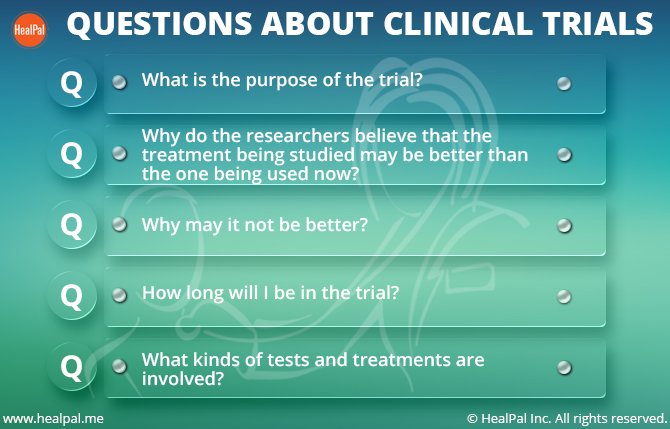 HealPal
QUESTIONS ABOUT CLINICAL TRIALS
Q
What is the purpose of the trial?
Q
Why do the researchers believe that the
treatment being studied may be better than
the one being used now?
Q
Why may it not be better?
Q
How long will I be in the trial?
Q
What kinds of tests and treatments are
involved?
www.healpal.me
© HealPal Inc. All rights reserved.